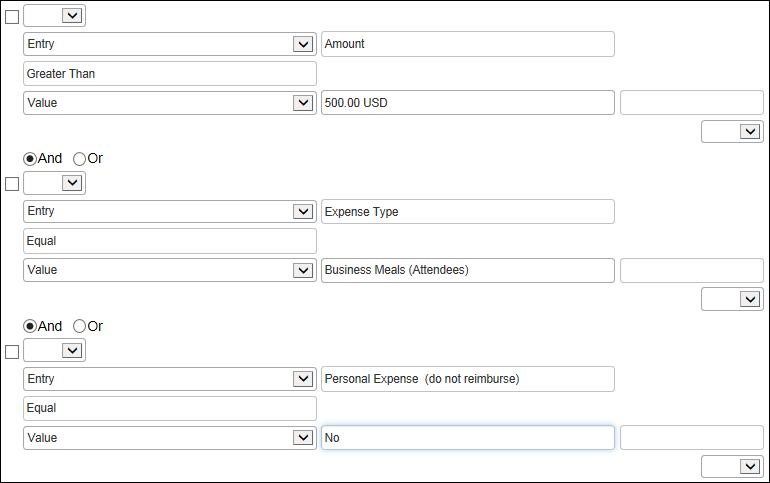 Entry Amount
Greater Than
Value 500.00 USD
And Or
Entry Expense Type
Equal
Value Business Meals (Attendees)
And Or
Entry Personal Expense (do not reimburse)
Equal
Value No